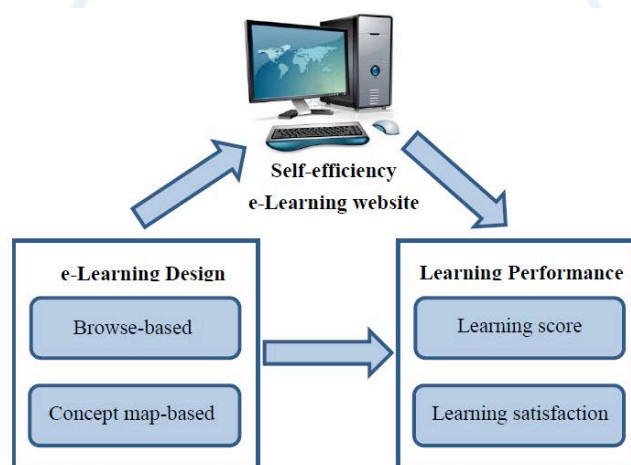 Self-efficiency
e-Learning website
e-Learning Design
Browse-based
Concept map-based
Learning Performance
Learning score
Learning satisfaction